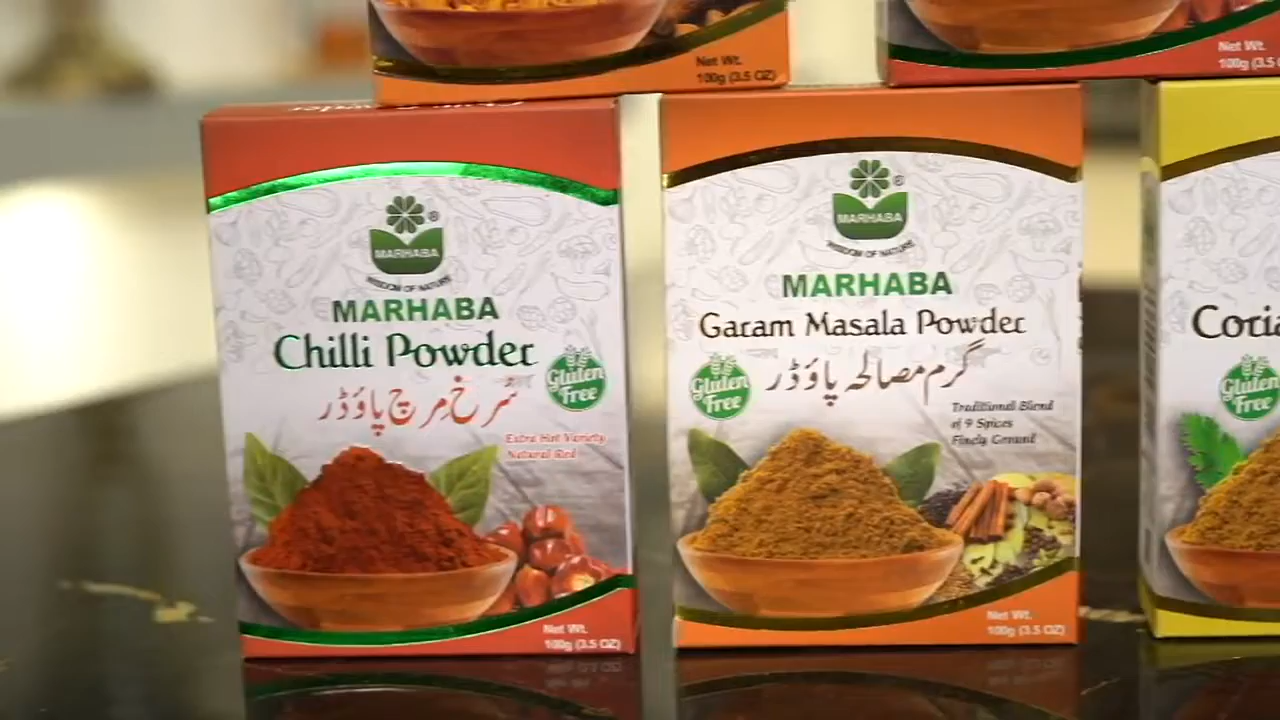 Net Wt.
100g (3.5 OZ)
Net Wt.
100g (3.5
MARHABA
WISDOM OF NATURE
MARHABA
Chilli Powder
سُرخ مِرچ پاؤڈر
Gluten
Free
Extra Hot Variety
Natural Red
Net Wt.
100g (3.5 OZ)
MARHABA
WISDOM OF NATURE
MARHABA
Garam Masala Powder
گرم مصالحہ پاؤڈر
Gluten
Free
Traditional Blend
of 9 Spices
Finely Ground
Net Wt.
100g (3.5 OZ)
Gluten
Free